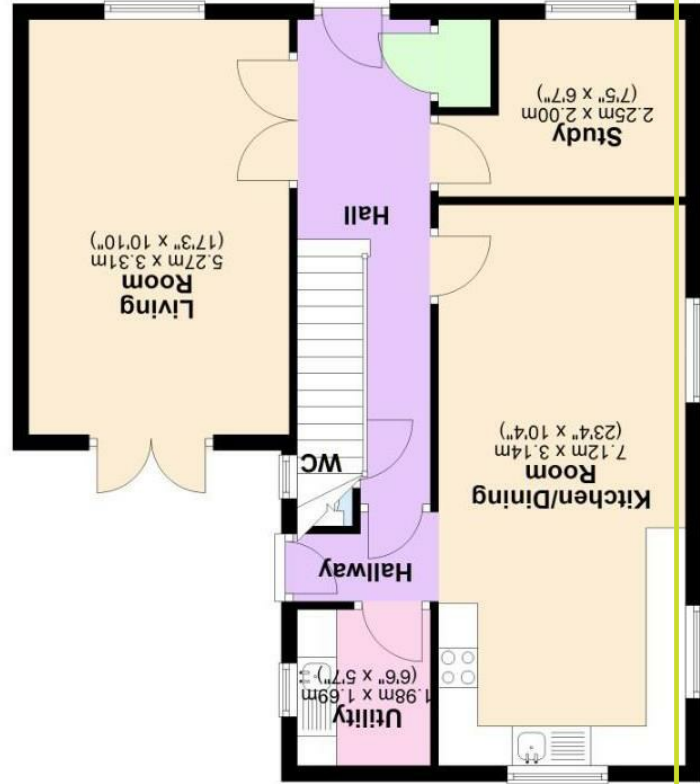 Utility
1.98m x 1.69m
(6'6" x 5'7")
Hallway
Kitchen/Dining
Room
7.12m x 3.14m
(23'4" x 10'4")
WC
Living
Room
5.27m x 3.31m
(17'3" x 10'10")
Hall
Study
2.25m x 2.00m
(7'5" x 6'7")